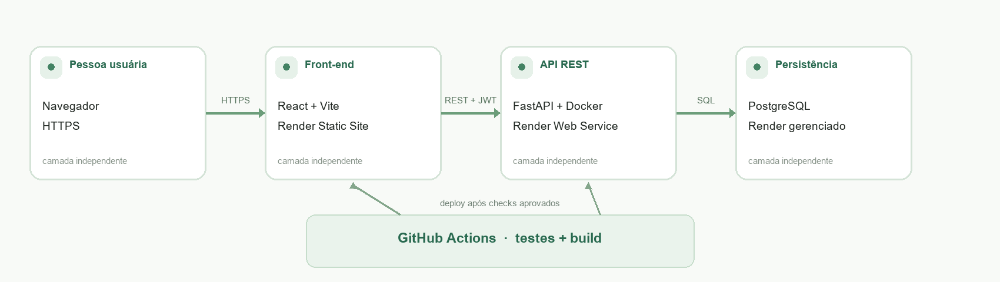 Pessoa usuária
Navegador
HTTPS
camada independente
HTTPS
Front-end
React + Vite
Render Static Site
camada independente
REST + JWT
API REST
FastAPI + Docker
Render Web Service
camada independente
SQL
Persistência
PostgreSQL
Render gerenciado
camada independente
deploy após checks aprovados
GitHub Actions · testes + build